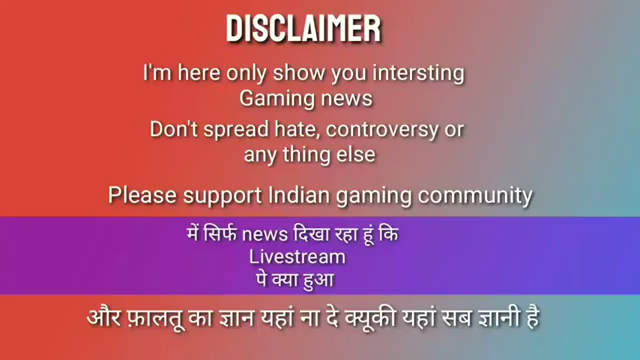 DISCLAIMER
I'm here only show you intersting
Gaming news
Don't spread hate, controversy or
any thing else
Please support Indian gaming community
में सिर्फ news दिखा रहा हूं कि
Livestream
पे क्या हुआ
और फ़ालतू का ज्ञान यहां ना दे क्यूकी यहां सब ज्ञानी है